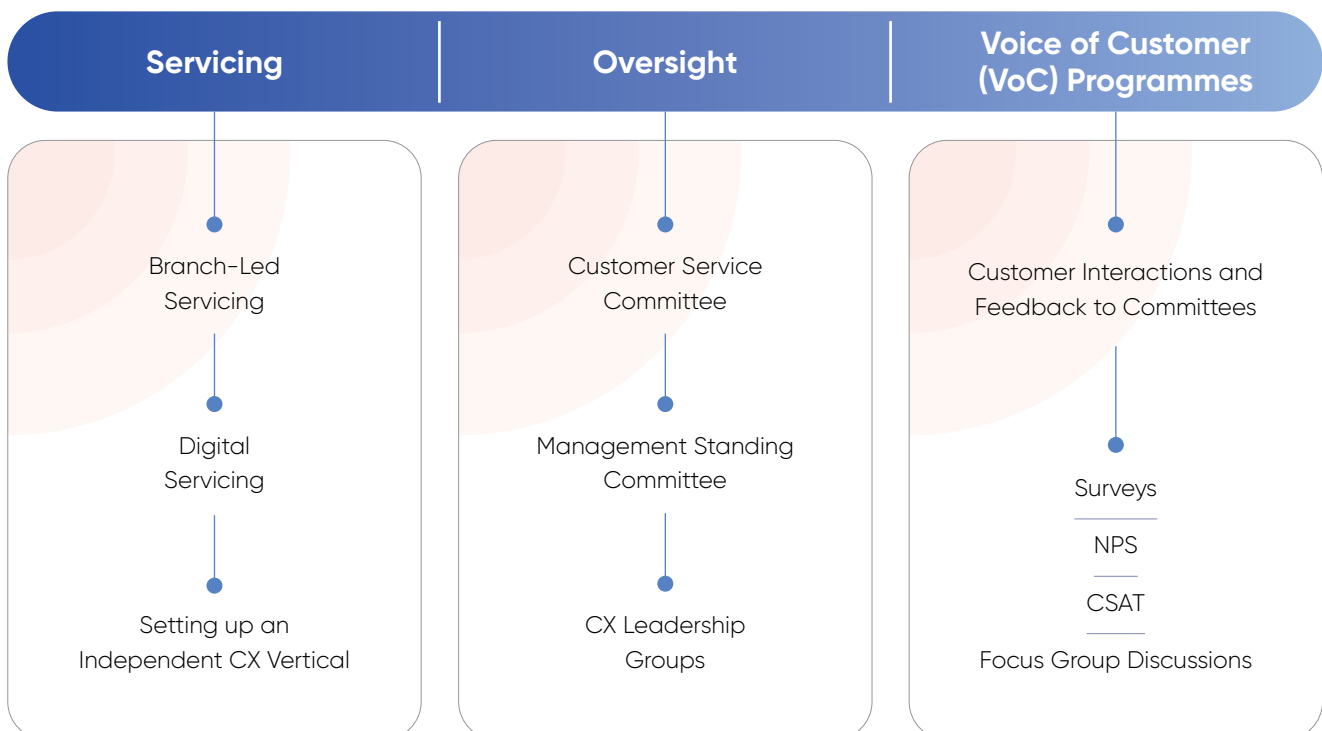 Servicing
Oversight
Voice of Customer
(VoC) Programmes
Branch-Led
Servicing
Digital
Servicing
Setting up an
Independent CX Vertical
Customer Service
Committee
Management Standing
Committee
CX Leadership
Groups
Customer Interactions and
Feedback to Committees
Surveys
NPS
CSAT
Focus Group Discussions